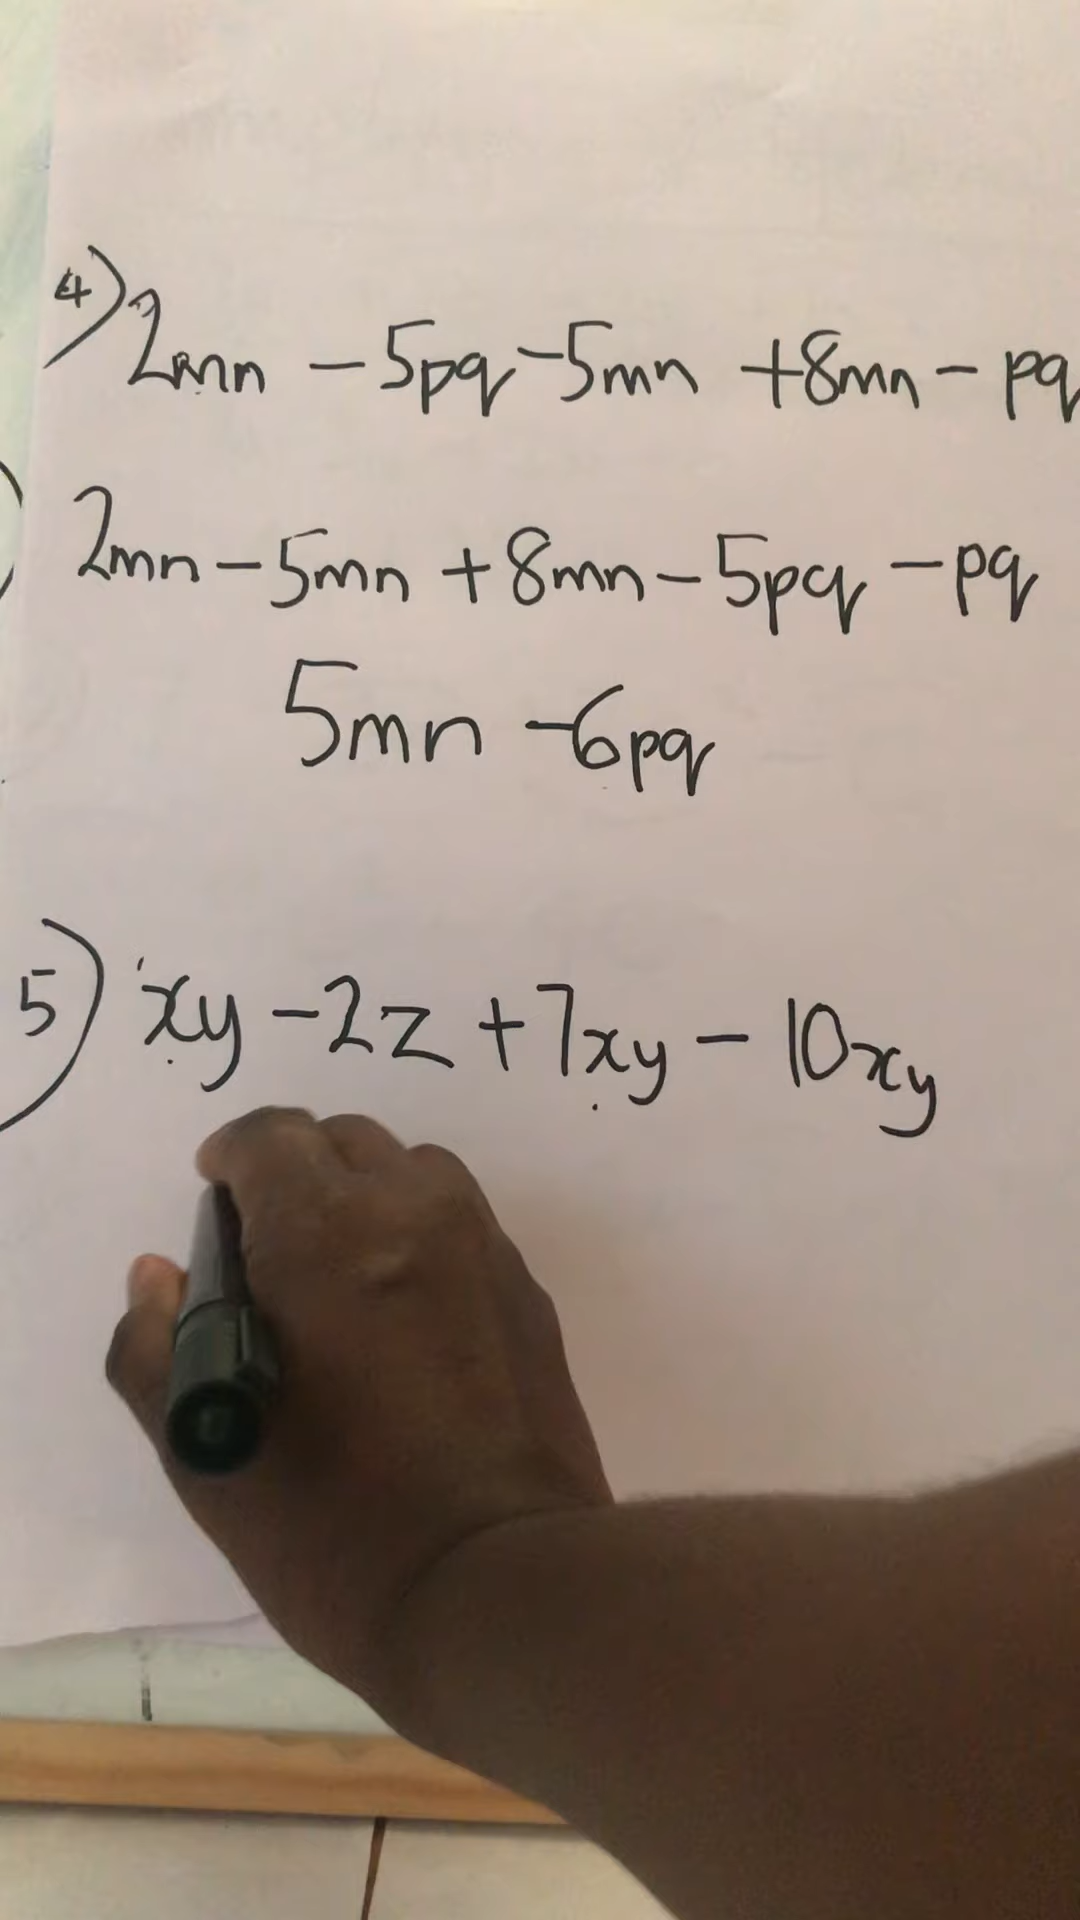 4) 2mn - 5pq - 5mn + 8mn - pq
2mn - 5mn + 8mn - 5pq - pq
5mn - 6pq
5) xy - 2z + 7xy - 10xy